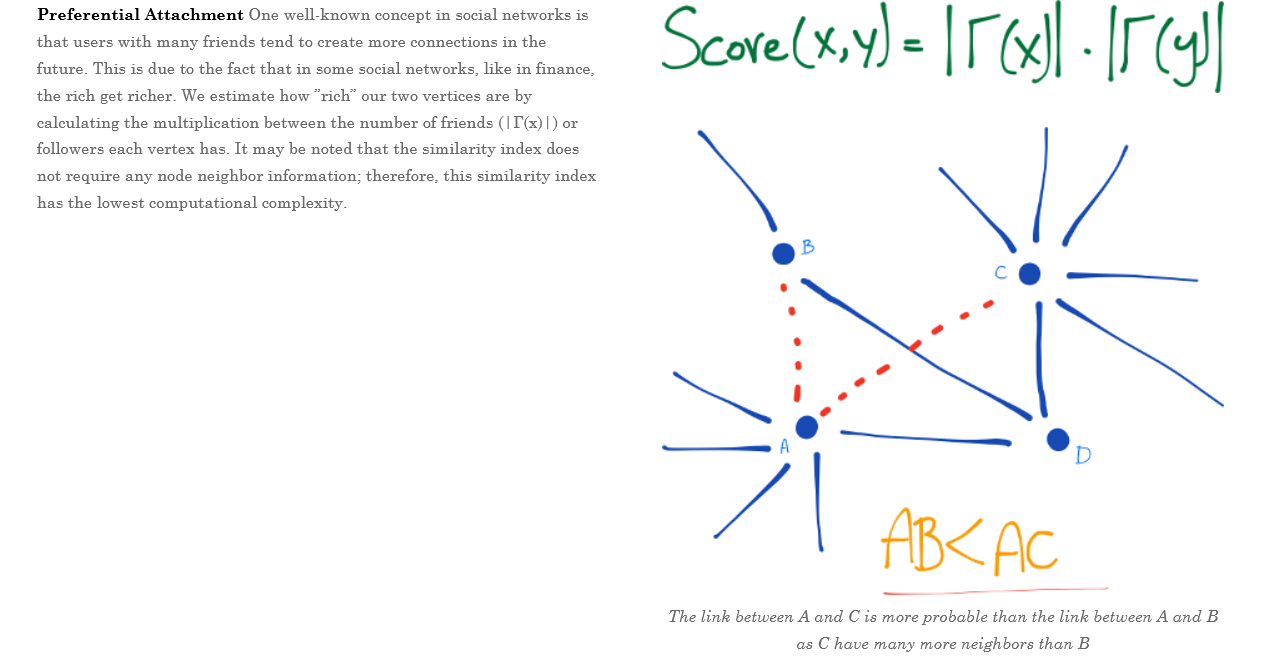 Preferential Attachment One well-known concept in social networks is
that users with many friends tend to create more connections in the
future. This is due to the fact that in some social networks, like in finance,
the rich get richer. We estimate how ”rich” our two vertices are by
calculating the multiplication between the number of friends (|Γ(x)|) or
followers each vertex has. It may be noted that the similarity index does
not require any node neighbor information; therefore, this similarity index
has the lowest computational complexity.
Score(x,y) = |Γ(x)| · |Γ(y)|
B
C
A
D
AB<AC
The link between A and C is more probable than the link between A and B
as C have many more neighbors than B